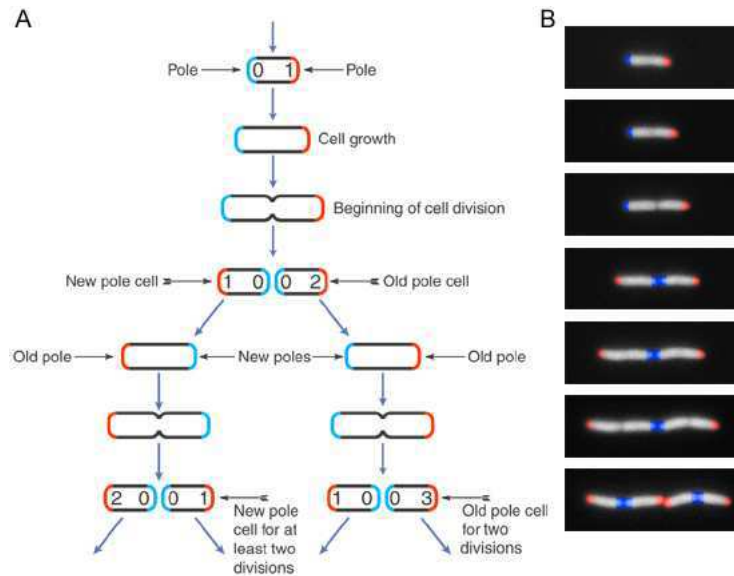 A
B
Pole
0 1
Pole
Cell growth
Beginning of cell division
New pole cell
1 0 0 2
Old pole cell
Old pole
New poles
Old pole
2 0 0 1
New pole
cell for at
least two
divisions
1 0 0 3
Old pole cell
for two
divisions